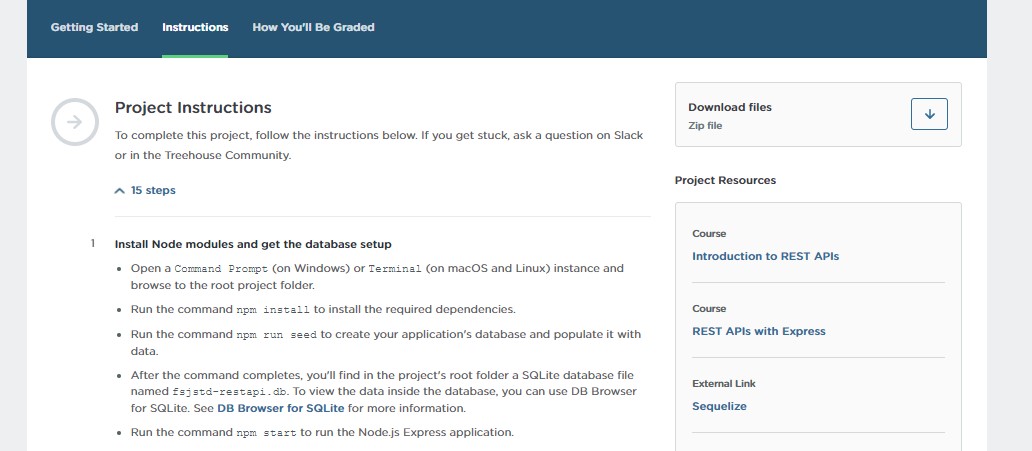 Getting Started Instructions How You'll Be Graded
Project Instructions
To complete this project, follow the instructions below. If you get stuck, ask a question on Slack
or in the Treehouse Community.
15 steps
1 Install Node modules and get the database setup
• Open a Command Prompt (on Windows) or Terminal (on macOS and Linux) instance and
browse to the root project folder.
• Run the command npm install to install the required dependencies.
• Run the command npm run seed to create your application's database and populate it with
data.
• After the command completes, you'll find in the project's root folder a SQLite database file
named fsjstd-restapi.db. To view the data inside the database, you can use DB Browser
for SQLite. See DB Browser for SQLite for more information.
• Run the command npm start to run the Node.js Express application.
Download files
Zip file
Project Resources
Course
Introduction to REST APIs
Course
REST APIs with Express
External Link
Sequelize